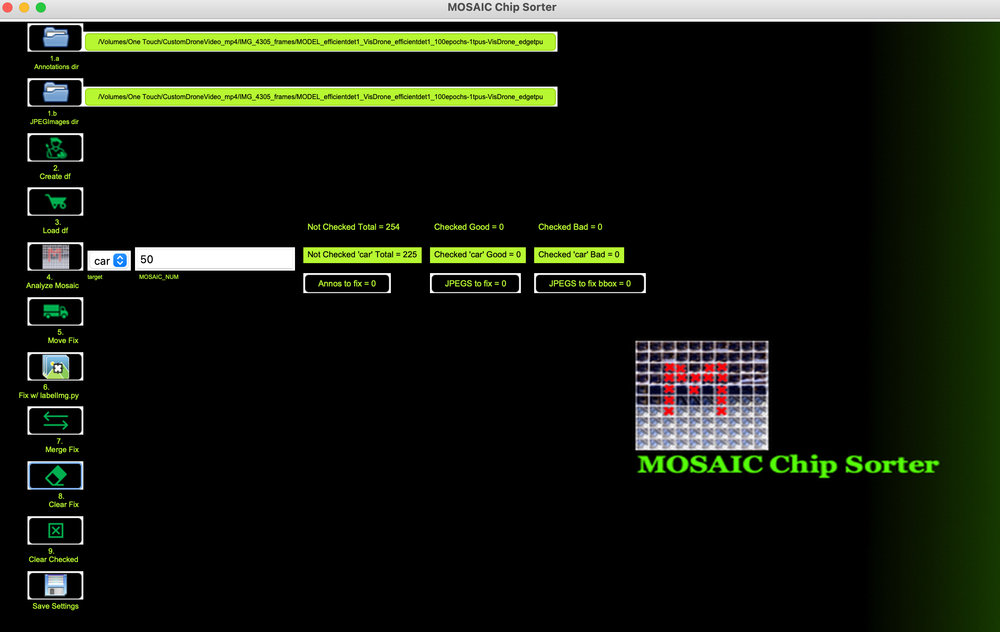 MOSAIC Chip Sorter
/Volumes/One Touch/CustomDroneVideo_mp4/IMG_4305_frames/MODEL_efficientdet1_VisDrone_efficientdet1_100epochs-1tpus-VisDrone_edgetpu
1.a
Annotations dir
/Volumes/One Touch/CustomDroneVideo_mp4/IMG_4305_frames/MODEL_efficientdet1_VisDrone_efficientdet1_100epochs-1tpus-VisDrone_edgetpu
1.b
JPEGImages dir
2.
Create df
3.
Load df
Not Checked Total = 254 Checked Good = 0 Checked Bad = 0
M car 50 Not Checked 'car' Total = 225 Checked 'car' Good = 0 Checked 'car' Bad = 0
4.
Analyze Mosaic target MOSAIC_NUM Annos to fix = 0 JPEGS to fix = 0 JPEGS to fix bbox = 0
5.
Move Fix
6.
Fix w/ labelImg.py
7.
Merge Fix
8.
Clear Fix
9.
Clear Checked
Save Settings
M
MOSAIC Chip Sorter